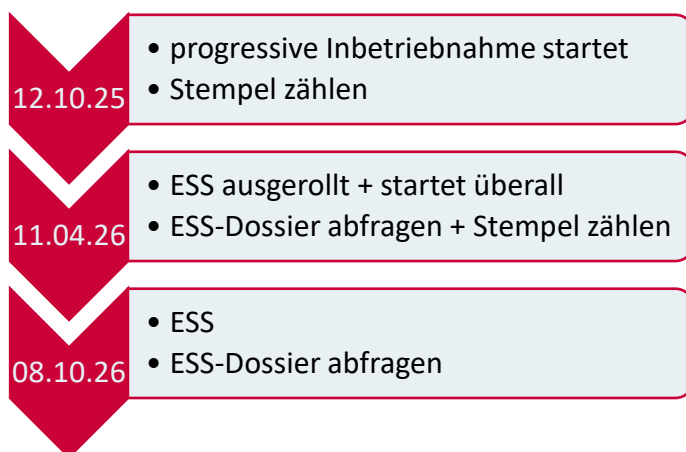 12.10.25
• progressive Inbetriebnahme startet
• Stempel zählen
11.04.26
• ESS ausgerollt + startet überall
• ESS-Dossier abfragen + Stempel zählen
08.10.26
• ESS
• ESS-Dossier abfragen